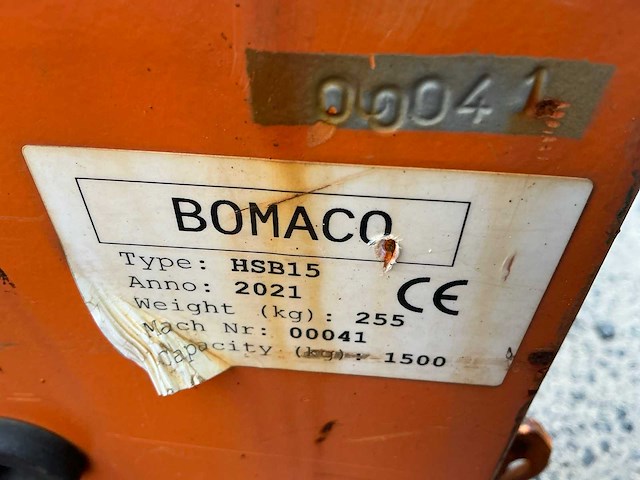 00041
BOMACO
Type: HSB15
Anno: 2021
Weight (kg): 255
Mach Nr: 00041
Capacity (kg): 1500
CE